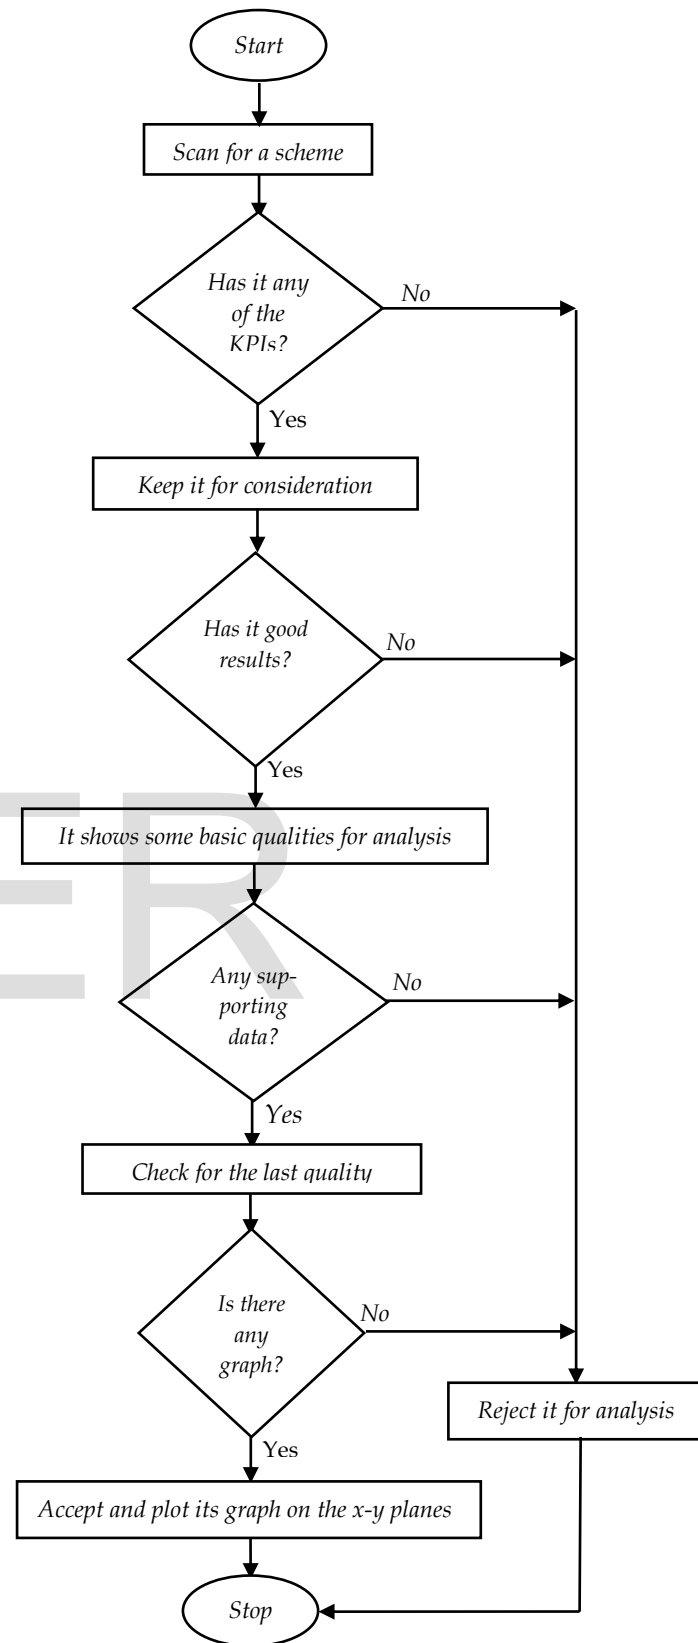 Start
Scan for a scheme
Has it any
of the
KPIs?
No
Yes
Keep it for consideration
Has it good
results?
No
Yes
It shows some basic qualities for analysis
ER
Any sup-
porting
data?
No
Yes
Check for the last quality
Is there
any
graph?
No
Reject it for analysis
Yes
Accept and plot its graph on the x-y planes
Stop